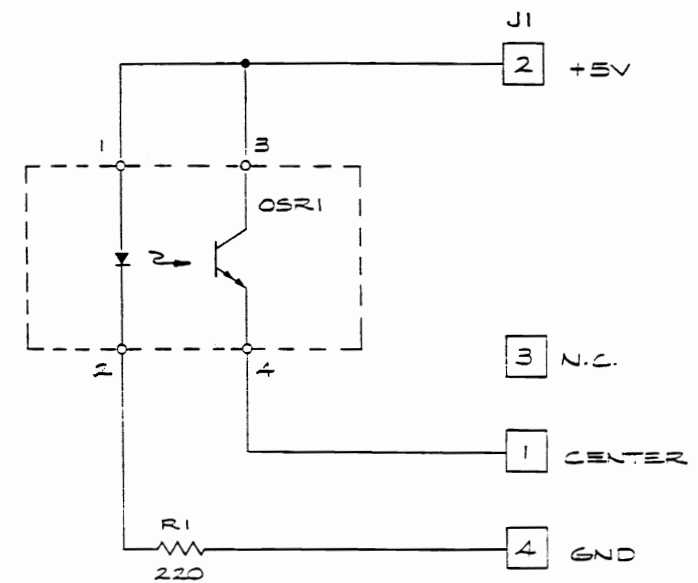 J1
2 +5V
1 3
OSR1
3 N.C.
2 4
1 CENTER
R1
220
4 GND